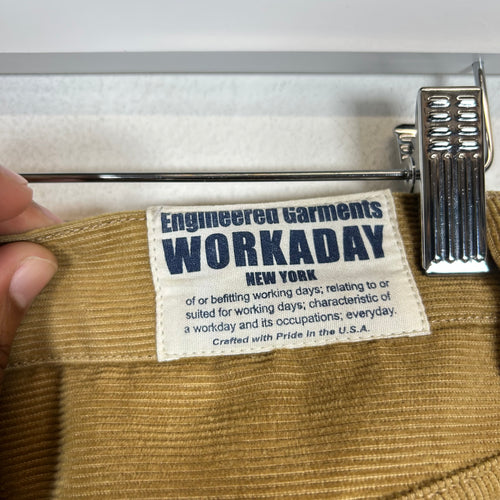 Engineered Garments
WORKADAY
NEW YORK
of or befitting working days; relating to or
suited for working days; characteristic of
a workday and its occupations; everyday.
Crafted with Pride in the U.S.A.